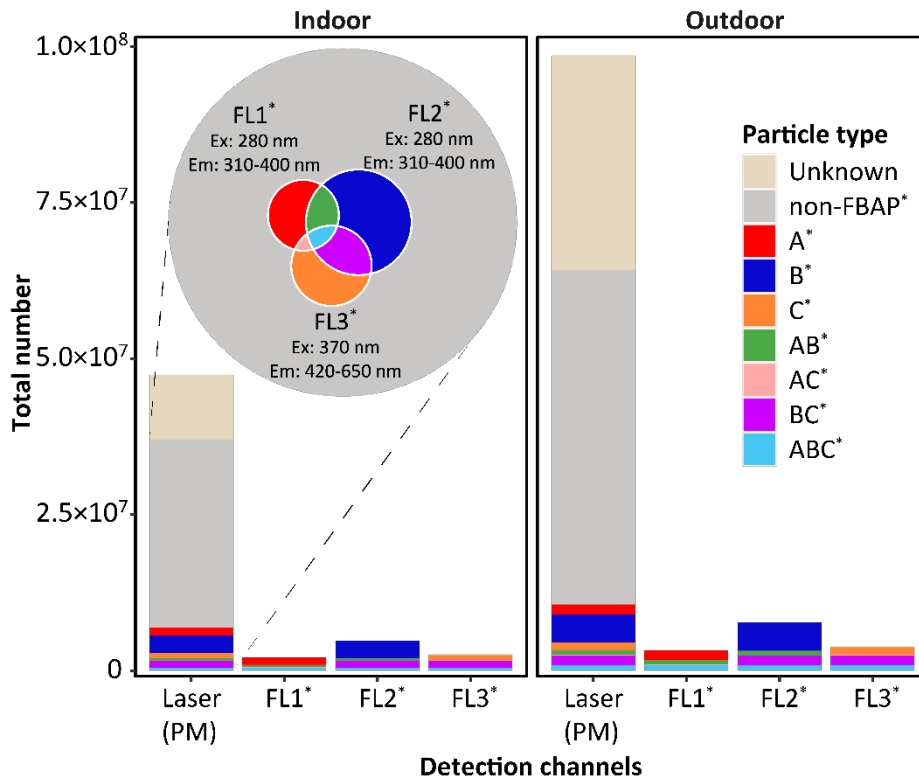 Indoor
Outdoor
Total number
1.0×10⁸
7.5×10⁷
5.0×10⁷
2.5×10⁷
0
FL1*
Ex: 280 nm
Em: 310-400 nm
FL2*
Ex: 280 nm
Em: 310-400 nm
FL3*
Ex: 370 nm
Em: 420-650 nm
Particle type
Unknown
non-FBAP*
A*
B*
C*
AB*
AC*
BC*
ABC*
Laser
(PM)
FL1*
FL2*
FL3*
Laser
(PM)
FL1*
FL2*
FL3*
Detection channels